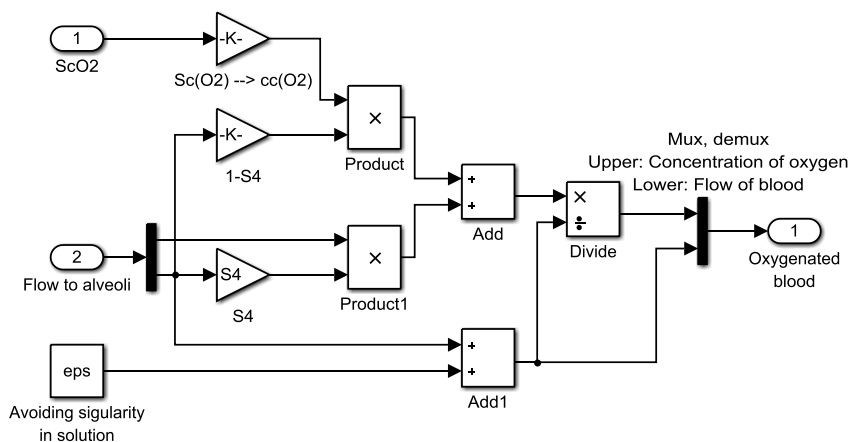 1
ScO2
-K-
Sc(O2) --> cc(O2)
-K-
1-S4
×
Product
2
Flow to alveoli
S4
S4
×
Product1
eps
Avoiding sigularity
in solution
+
+
Add
+
+
Add1
×
÷
Divide
Mux, demux
Upper: Concentration of oxygen
Lower: Flow of blood
1
Oxygenated
blood